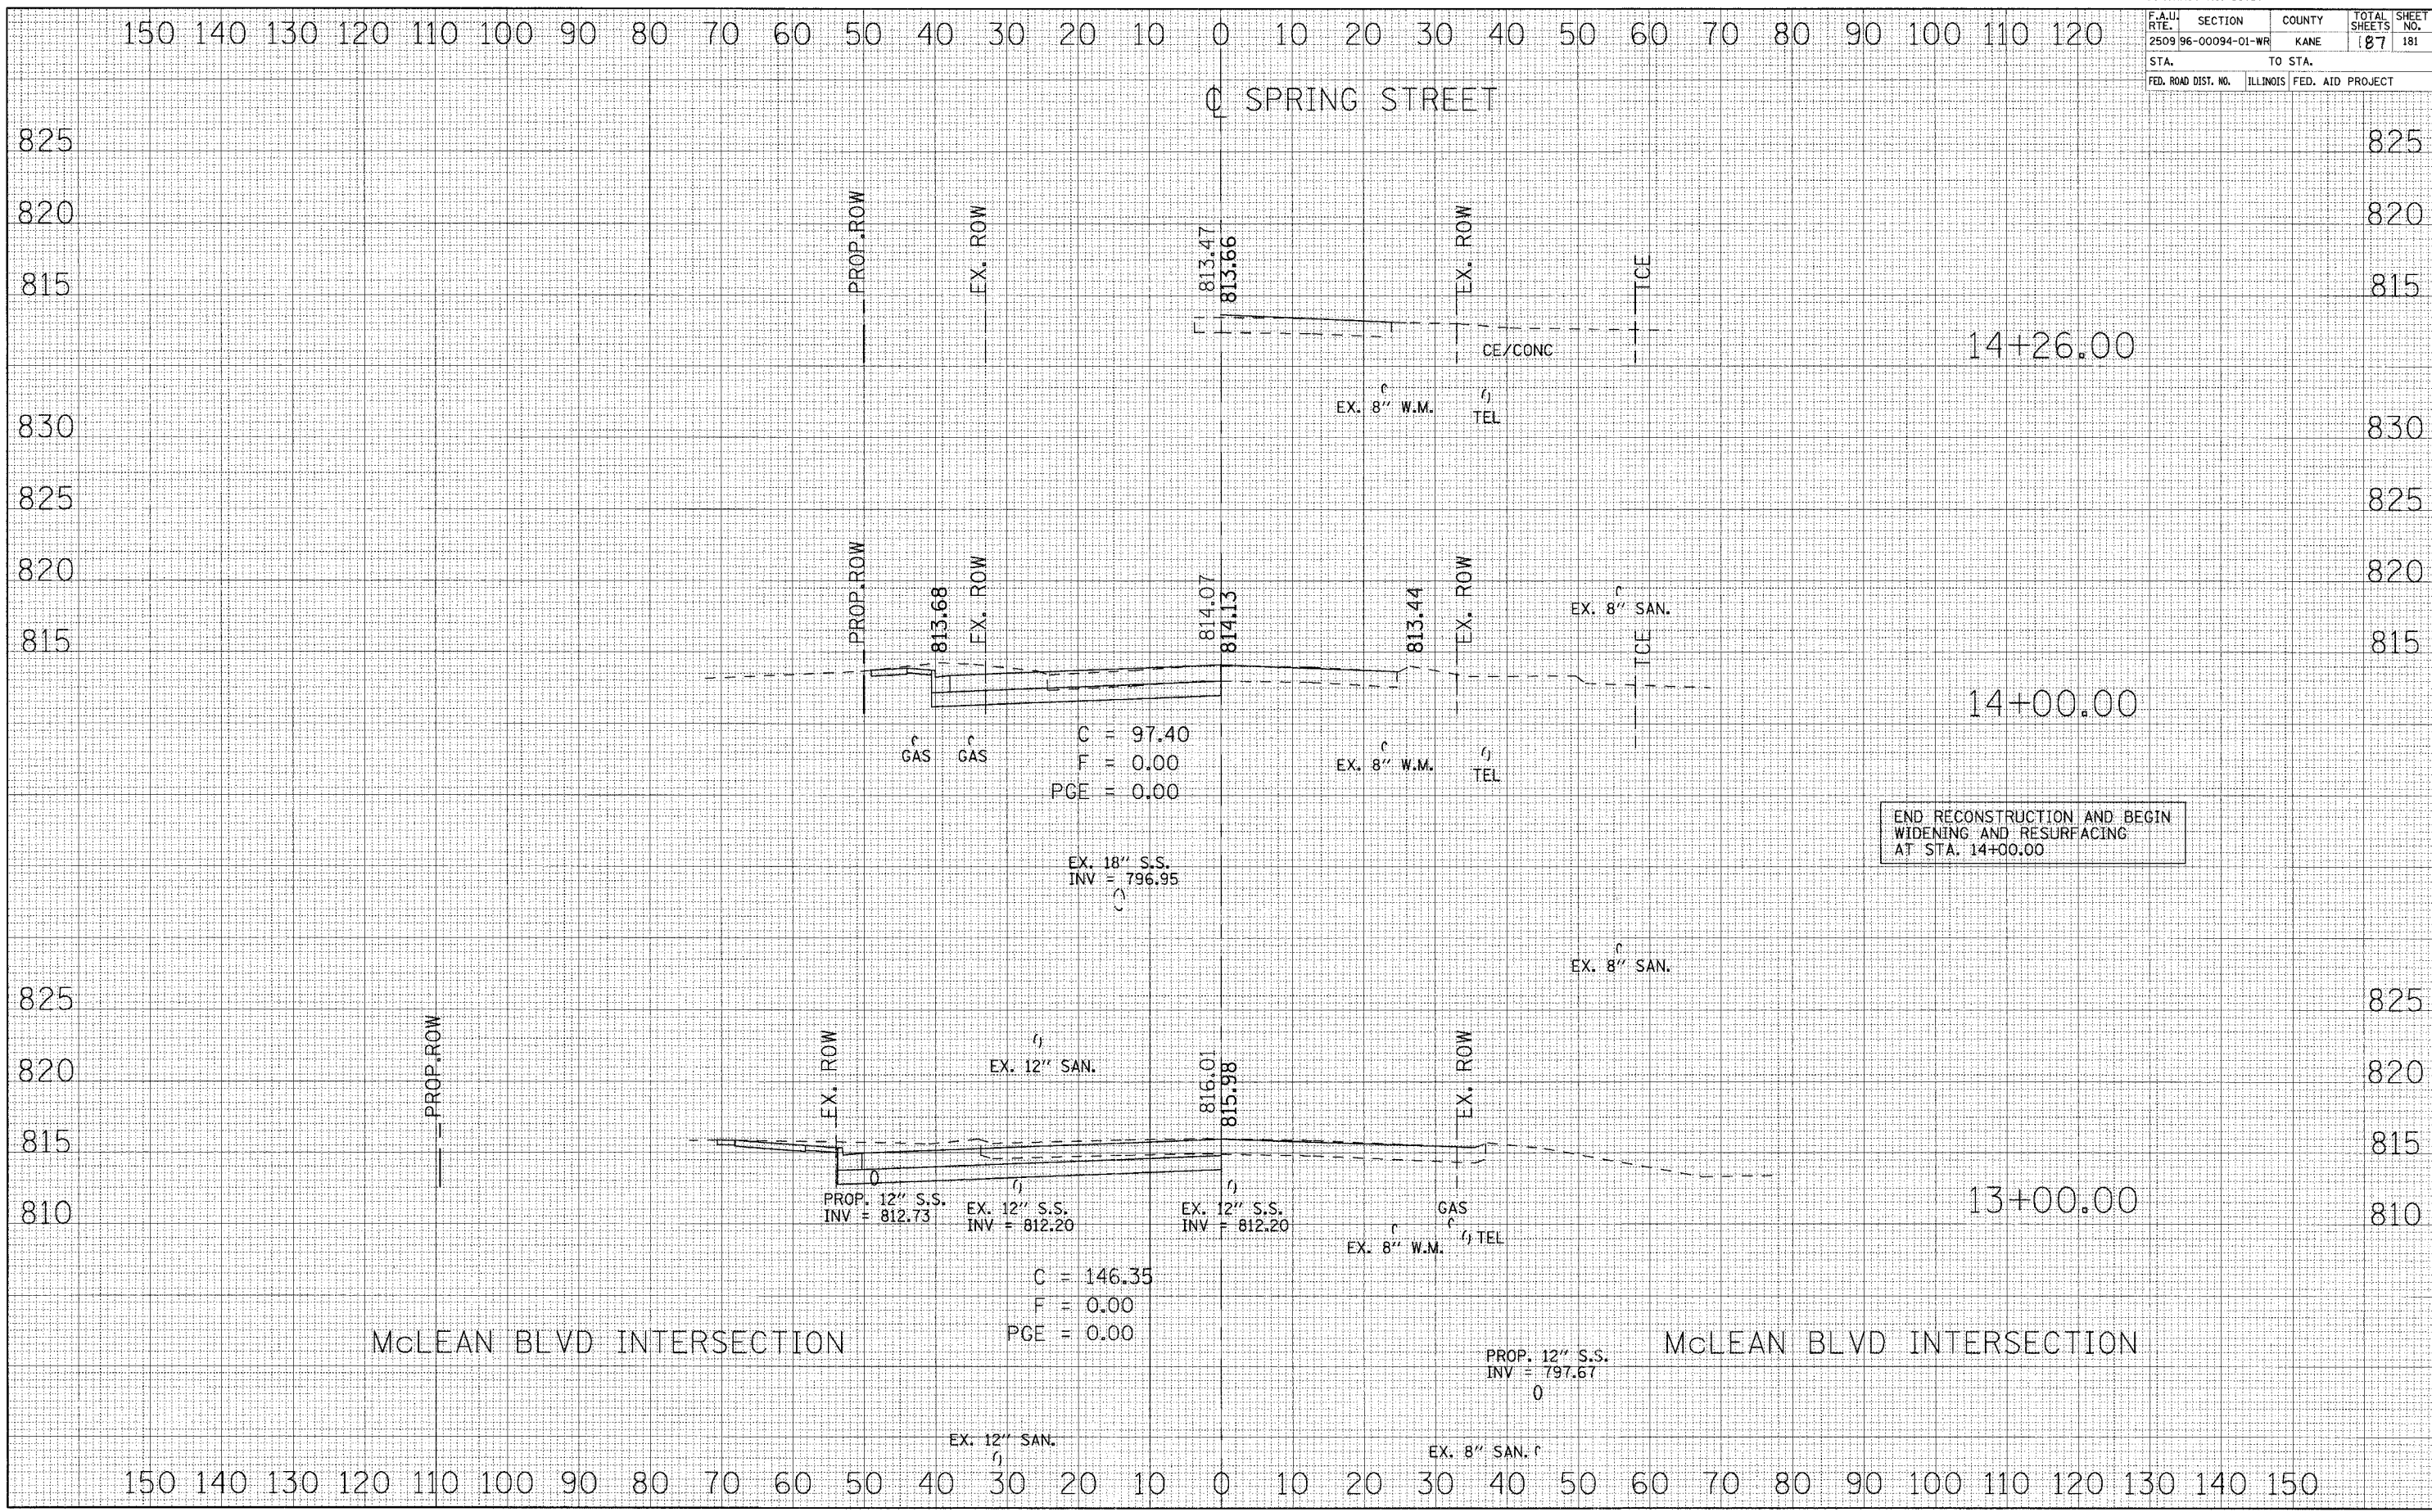 150 140 130 120 110 100 90 80 70 60 50 40 30 20 10 0 10 20 30 40 50 60 70 80 90 100 110 120
F.A.U. RTE. SECTION COUNTY TOTAL SHEETS SHEET NO.
2509 96-00094-01-WR KANE 187 181
STA. TO STA.
FED. ROAD DIST. NO. ILLINOIS FED. AID PROJECT
℄ SPRING STREET
825 825
820 820
815 815
PROP.ROW
EX. ROW
813.47
813.66
EX. ROW
TCE
CE/CONC
14+26.00
EX. 8" W.M.
TEL
830 830
825 825
820 820
815 815
PROP.ROW
813.68
EX. ROW
814.07
814.13
813.44
EX. ROW
EX. 8" SAN.
TCE
14+00.00
GAS GAS
C = 97.40
F = 0.00
PGE = 0.00
EX. 8" W.M.
TEL
END RECONSTRUCTION AND BEGIN
WIDENING AND RESURFACING
AT STA. 14+00.00
EX. 18" S.S.
INV = 796.95
EX. 8" SAN.
825 825
820 820
815 815
810 810
PROP.ROW
EX. ROW
EX. 12" SAN.
816.01
815.98
EX. ROW
13+00.00
PROP. 12" S.S.
INV = 812.73
EX. 12" S.S.
INV = 812.20
EX. 12" S.S.
INV = 812.20
GAS
EX. 8" W.M.
TEL
C = 146.35
F = 0.00
PGE = 0.00
McLEAN BLVD INTERSECTION
McLEAN BLVD INTERSECTION
PROP. 12" S.S.
INV = 797.67
EX. 12" SAN.
EX. 8" SAN.
150 140 130 120 110 100 90 80 70 60 50 40 30 20 10 0 10 20 30 40 50 60 70 80 90 100 110 120 130 140 150